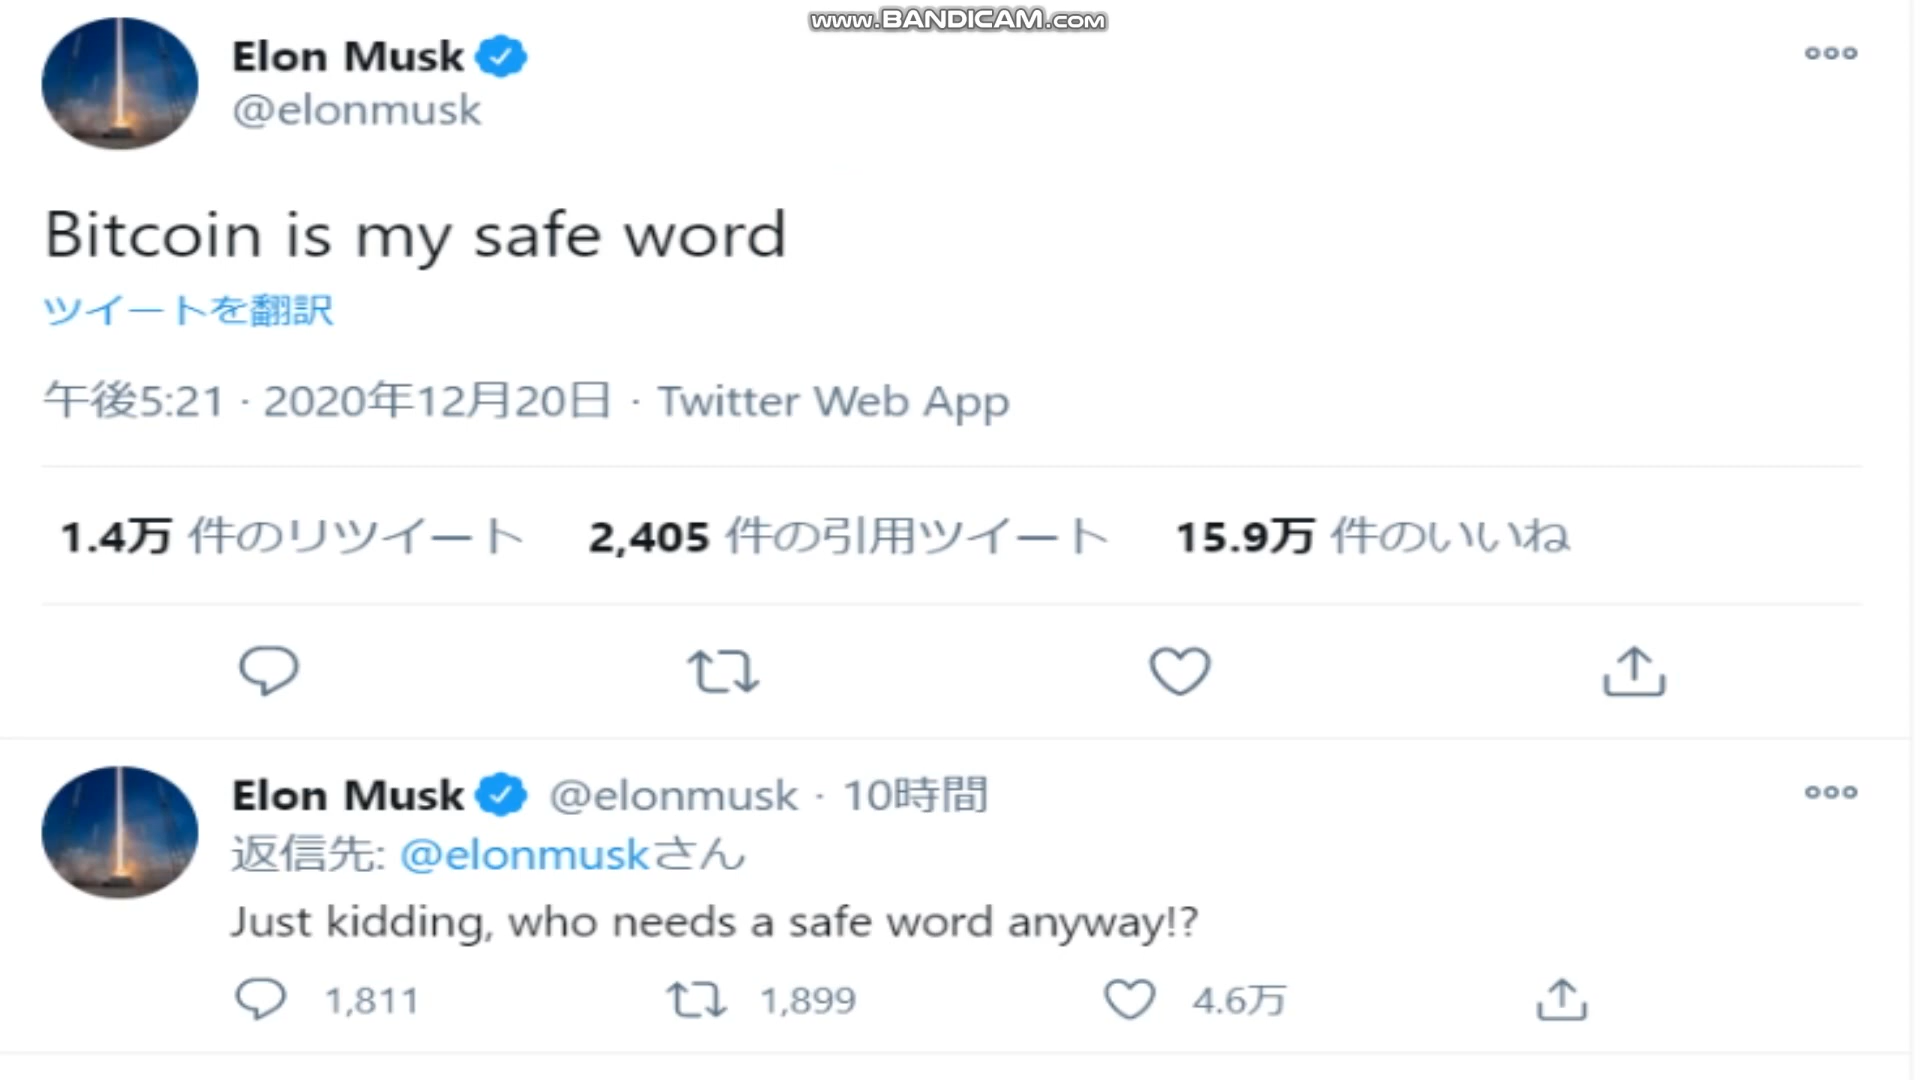 www.BANDICAM.com
Elon Musk
@elonmusk
Bitcoin is my safe word
ツイートを翻訳
午後5:21 · 2020年12月20日 · Twitter Web App
1.4万 件のリツイート 2,405 件の引用ツイート 15.9万 件のいいね
Elon Musk @elonmusk · 10時間
返信先: @elonmuskさん
Just kidding, who needs a safe word anyway!?
1,811 1,899 4.6万